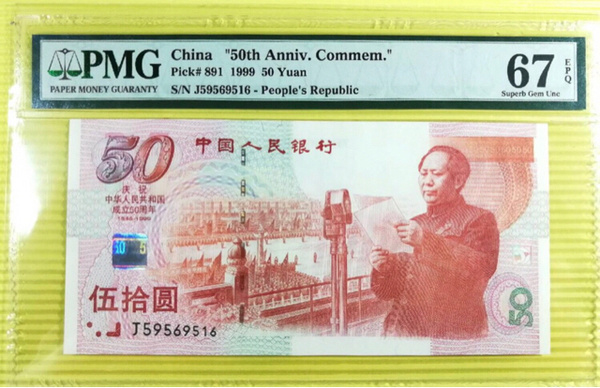 PMG
PAPER MONEY GUARANTY
China "50th Anniv. Commem."
Pick# 891 1999 50 Yuan
S/N J59569516 - People's Republic
67 EPQ
Superb Gem Unc
50
中国人民银行
庆祝
中华人民共和国
成立50周年
1949-1999
伍拾圆
J59569516
50